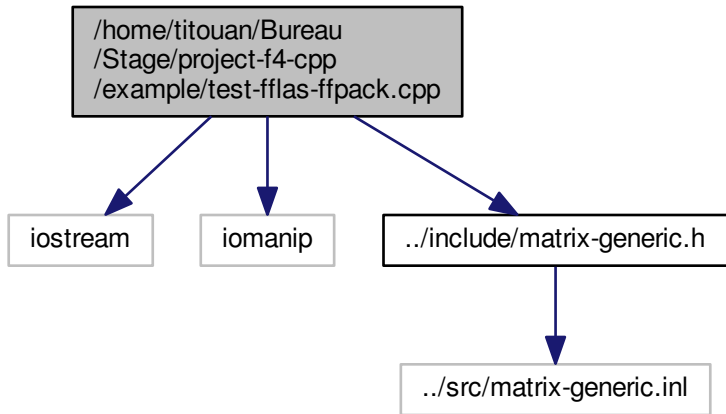 /home/titouan/Bureau
/Stage/project-f4-cpp
/example/test-fflas-ffpack.cpp
iostream
iomanip
../include/matrix-generic.h
../src/matrix-generic.inl